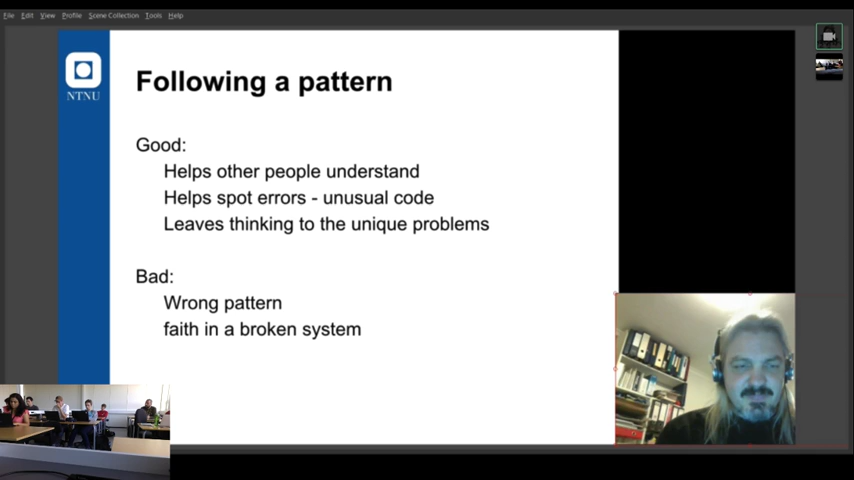 File Edit View Profile Scene Collection Tools Help
NTNU
Following a pattern
Good:
Helps other people understand
Helps spot errors - unusual code
Leaves thinking to the unique problems
Bad:
Wrong pattern
faith in a broken system